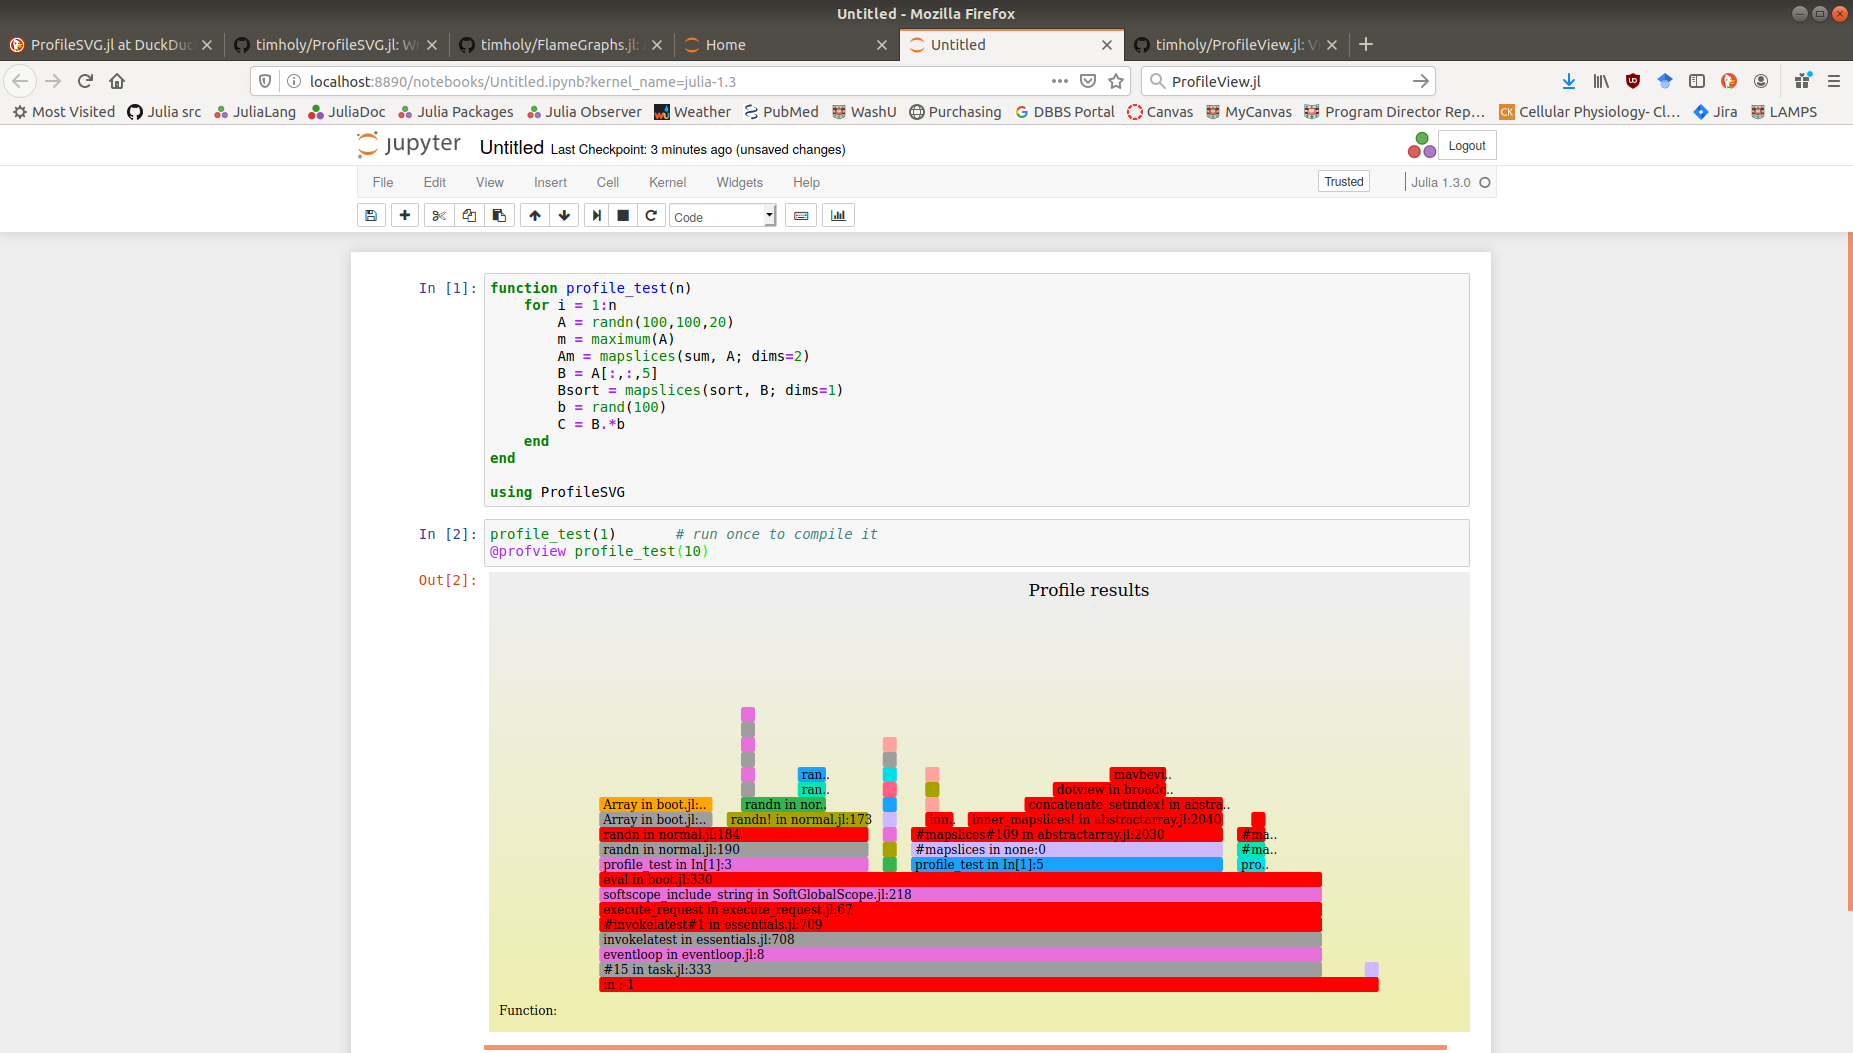 Untitled - Mozilla Firefox
ProfileSVG.jl at DuckDuc
timholy/ProfileSVG.jl: W
timholy/FlameGraphs.jl:
Home
Untitled
timholy/ProfileView.jl: V
localhost:8890/notebooks/Untitled.ipynb?kernel_name=julia-1.3
ProfileView.jl
Most Visited Julia src JuliaLang JuliaDoc Julia Packages Julia Observer Weather PubMed WashU Purchasing DBBS Portal Canvas MyCanvas Program Director Rep... Cellular Physiology- Cl... Jira LAMPS
jupyter Untitled Last Checkpoint: 3 minutes ago (unsaved changes) Logout
File Edit View Insert Cell Kernel Widgets Help Trusted Julia 1.3.0
Code
In [1]: function profile_test(n)
for i = 1:n
A = randn(100,100,20)
m = maximum(A)
Am = mapslices(sum, A; dims=2)
B = A[:,:,5]
Bsort = mapslices(sort, B; dims=1)
b = rand(100)
C = B.*b
end
end
using ProfileSVG
In [2]: profile_test(1) # run once to compile it
@profview profile_test(10)
Out[2]:
Profile results
ran.. maybevi..
ran.. dotview in broadc..
Array in boot.jl:.. randn in nor.. concatenate_setindex! in abstra..
Array in boot.jl:.. randn! in normal.jl:173 inn.. inner_mapslices! in abstractarray.jl:2040
randn in normal.jl:184 #mapslices#109 in abstractarray.jl:2030 #ma..
randn in normal.jl:190 #mapslices in none:0 #ma..
profile_test in In[1]:3 profile_test in In[1]:5 pro..
eval in boot.jl:330
softscope_include_string in SoftGlobalScope.jl:218
execute_request in execute_request.jl:67
#invokelatest#1 in essentials.jl:709
invokelatest in essentials.jl:708
eventloop in eventloop.jl:8
#15 in task.jl:333
in :-1
Function: